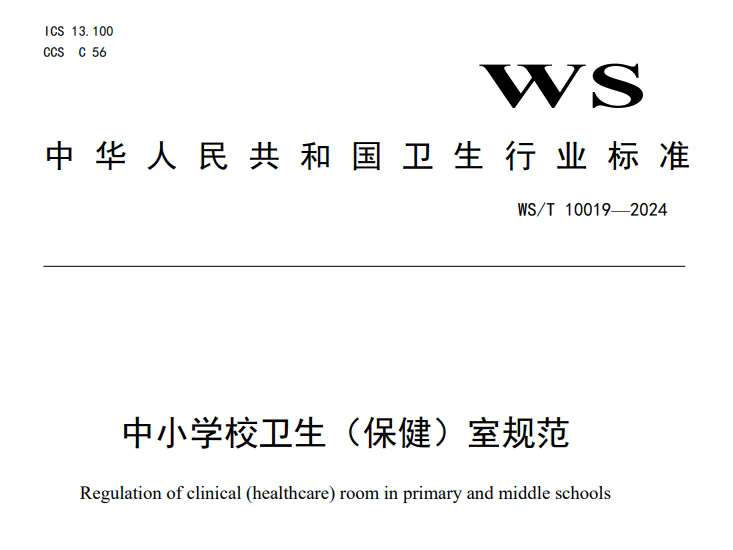 ICS 13.100
CCS C 56
WS
中华人民共和国卫生行业标准
WS/T 10019—2024
中小学校卫生（保健）室规范
Regulation of clinical (healthcare) room in primary and middle schools